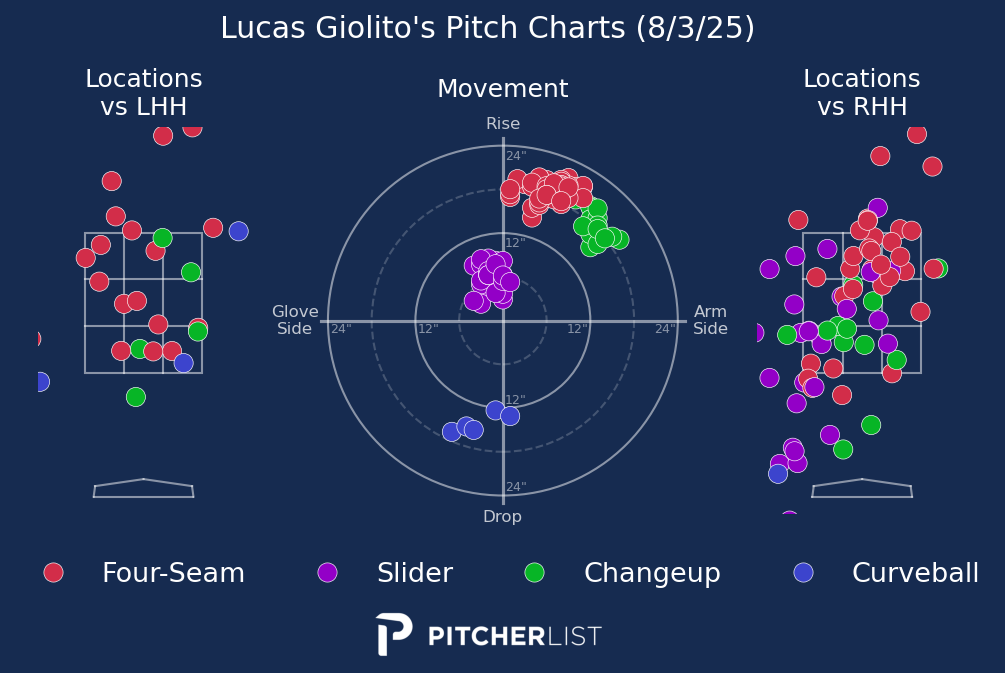 Lucas Giolito's Pitch Charts (8/3/25)
Locations
vs LHH
Movement
Locations
vs RHH
Rise
24"
12"
Glove
Side
24"
12"
12"
24"
Arm
Side
12"
24"
Drop
Four-Seam
Slider
Changeup
Curveball
PITCHERLIST